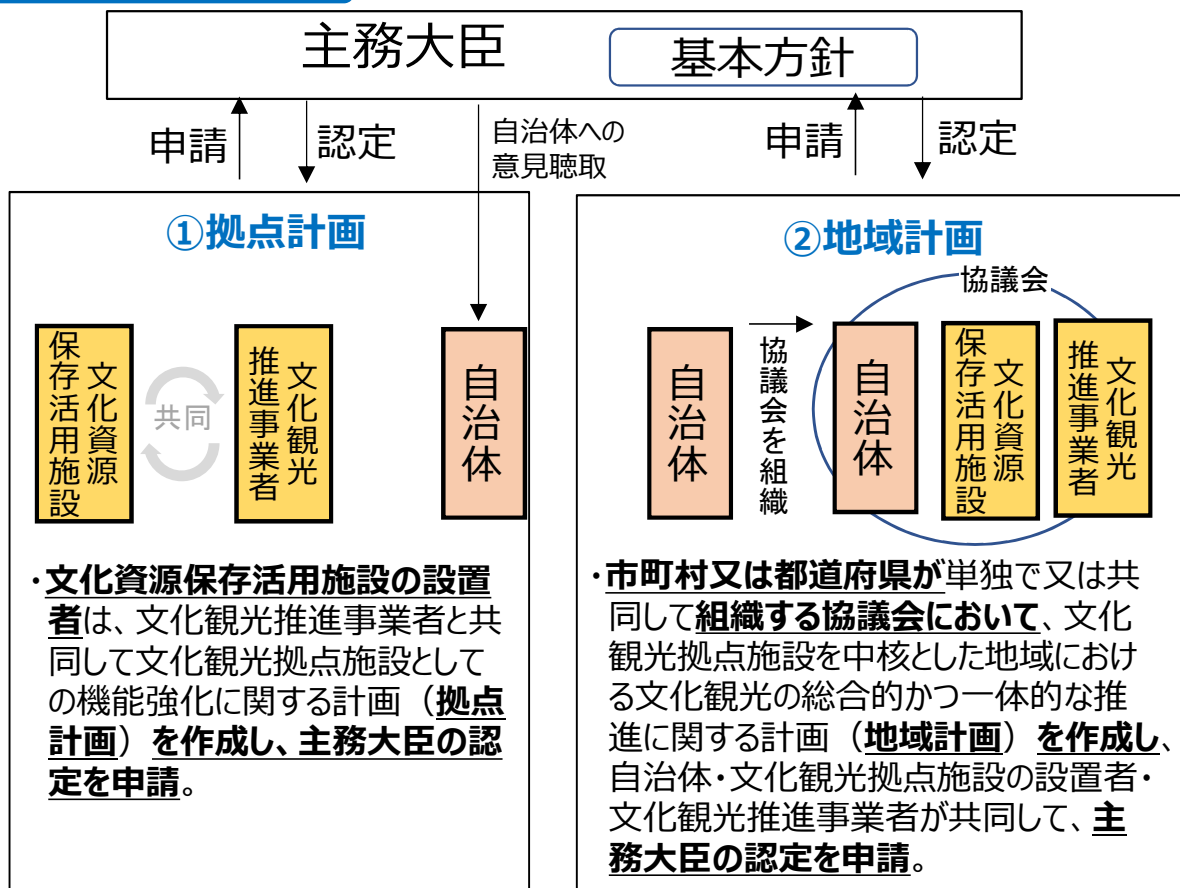 主務大臣
基本方針
申請
認定
自治体への
意見聴取
申請
認定
①拠点計画
文化資源
保存活用施設
共同
文化観光
推進事業者
自治体
・文化資源保存活用施設の設置
者は、文化観光推進事業者と共
同して文化観光拠点施設として
の機能強化に関する計画（拠点
計画）を作成し、主務大臣の認
定を申請。
②地域計画
協議会
自治体
協議会を組織
自治体
文化資源
保存活用施設
文化観光
推進事業者
・市町村又は都道府県が単独で又は共
同して組織する協議会において、文化
観光拠点施設を中核とした地域におけ
る文化観光の総合的かつ一体的な推
進に関する計画（地域計画）を作成し、
自治体・文化観光拠点施設の設置者・
文化観光推進事業者が共同して、主
務大臣の認定を申請。